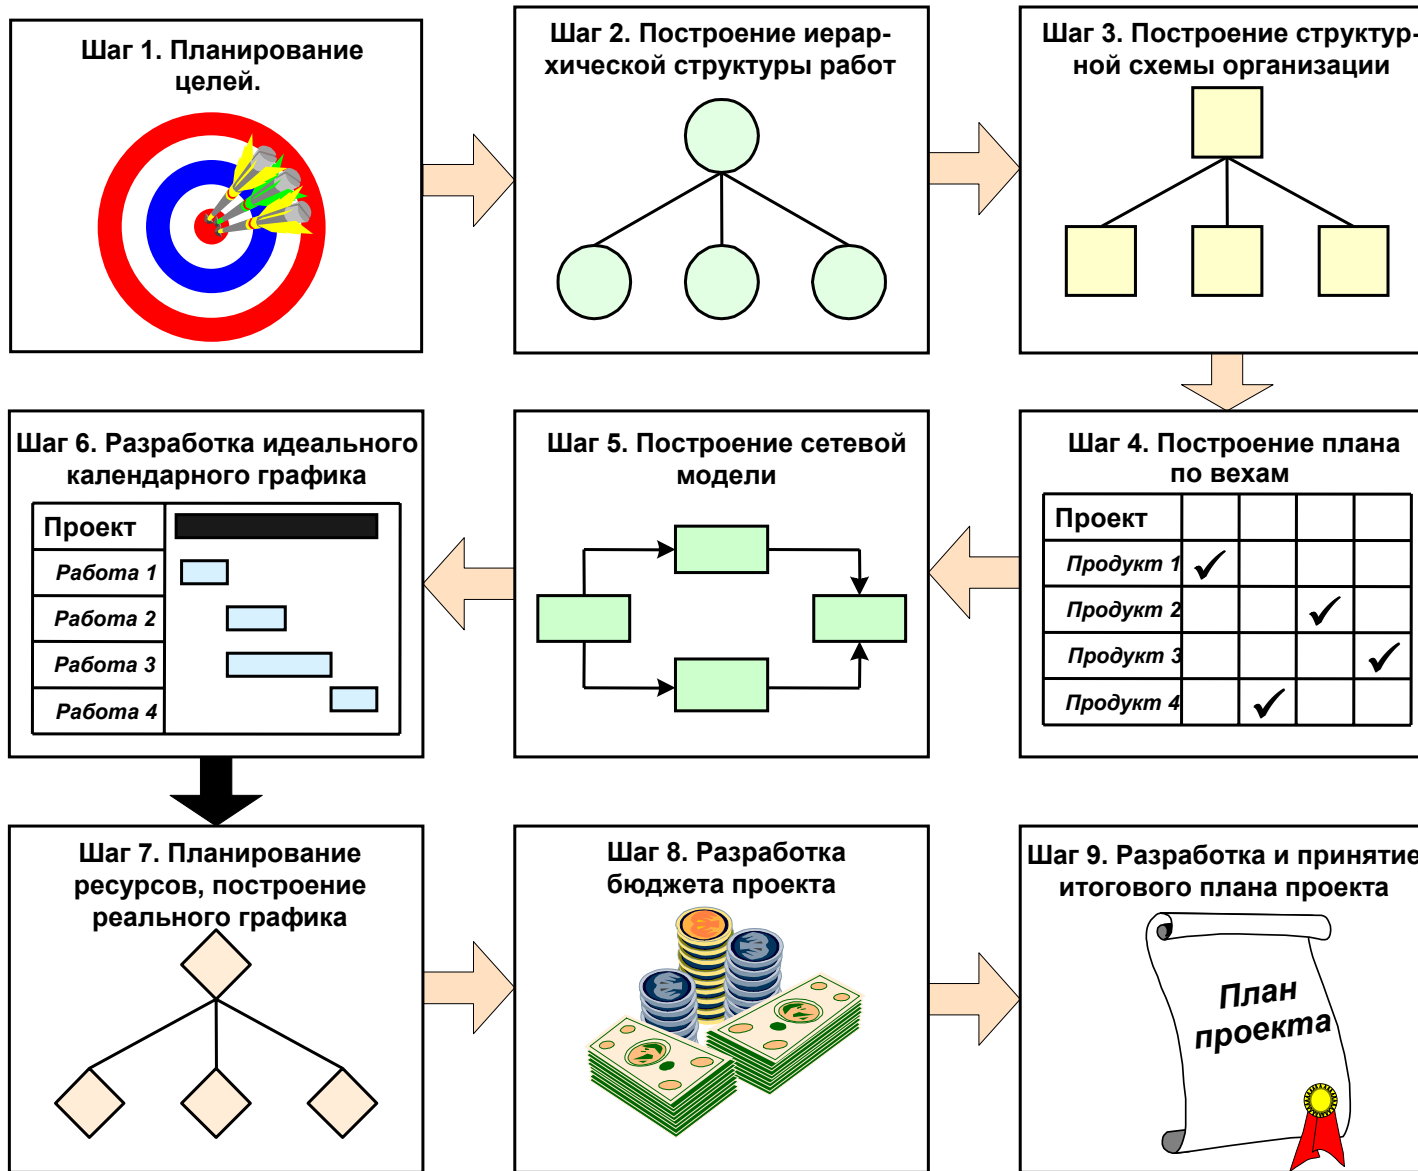 Шаг 1. Планирование
целей.
Шаг 2. Построение иерар-
хической структуры работ
Шаг 3. Построение структур-
ной схемы организации
Шаг 6. Разработка идеального
календарного графика
Проект
Работа 1
Работа 2
Работа 3
Работа 4
Шаг 5. Построение сетевой
модели
Шаг 4. Построение плана
по вехам
Проект
Продукт 1
Продукт 2
Продукт 3
Продукт 4
Шаг 7. Планирование
ресурсов, построение
реального графика
Шаг 8. Разработка
бюджета проекта
Шаг 9. Разработка и принятие
итогового плана проекта
План
проекта